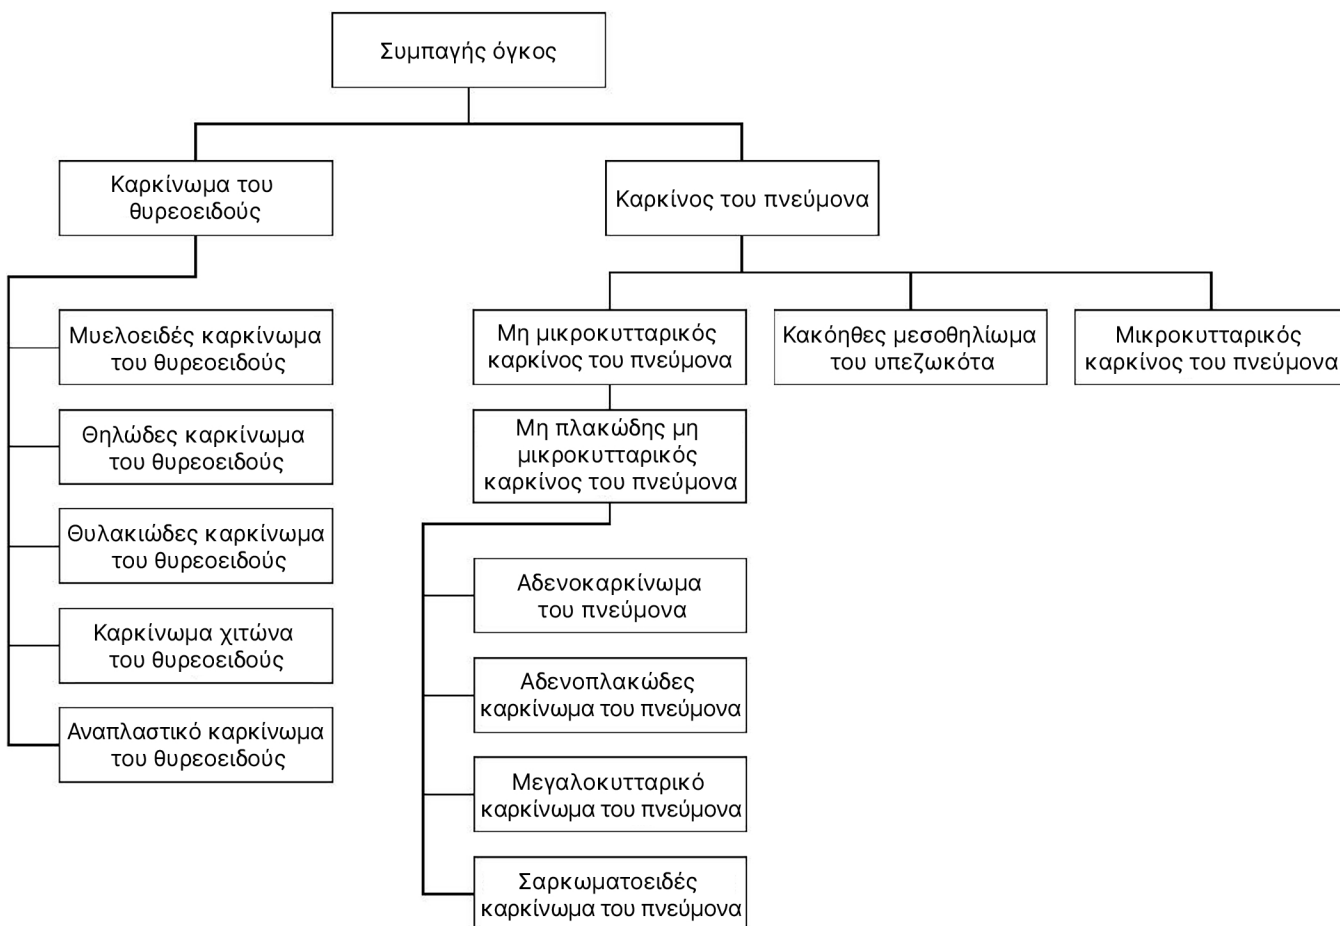 Συμπαγής όγκος
Καρκίνωμα του
θυρεοειδούς
Καρκίνος του πνεύμονα
Μυελοειδές καρκίνωμα
του θυρεοειδούς
Θηλώδες καρκίνωμα
του θυρεοειδούς
Θυλακιώδες καρκίνωμα
του θυρεοειδούς
Καρκίνωμα χιτώνα
του θυρεοειδούς
Αναπλαστικό καρκίνωμα
του θυρεοειδούς
Μη μικροκυτταρικός
καρκίνος του πνεύμονα
Κακόηθες μεσοθηλίωμα
του υπεζωκότα
Μικροκυτταρικός
καρκίνος του πνεύμονα
Μη πλακώδης μη
μικροκυτταρικός
καρκίνος του πνεύμονα
Αδενοκαρκίνωμα
του πνεύμονα
Αδενοπλακώδες
καρκίνωμα του πνεύμονα
Μεγαλοκυτταρικό
καρκίνωμα του πνεύμονα
Σαρκωματοειδές
καρκίνωμα του πνεύμονα